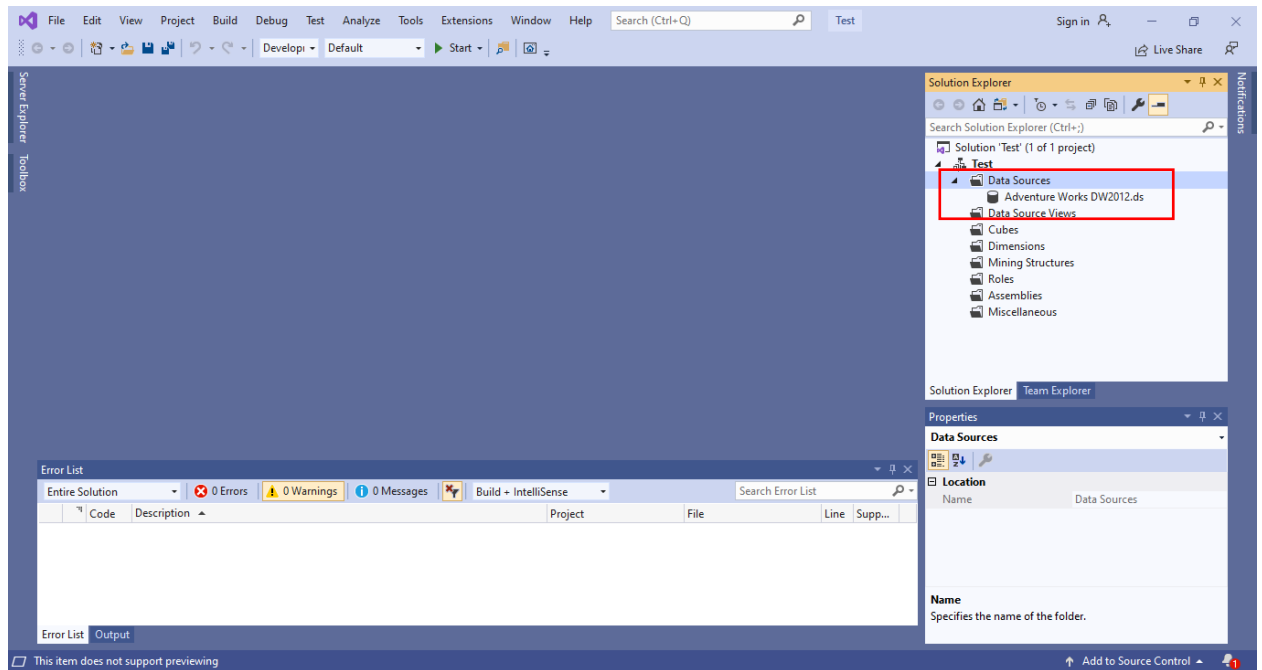 File Edit View Project Build Debug Test Analyze Tools Extensions Window Help Search (Ctrl+Q) Test Sign in
Developi Default Start Live Share
Server Explorer
Toolbox
Notifications
Solution Explorer
Search Solution Explorer (Ctrl+;)
Solution 'Test' (1 of 1 project)
Test
Data Sources
Adventure Works DW2012.ds
Data Source Views
Cubes
Dimensions
Mining Structures
Roles
Assemblies
Miscellaneous
Solution Explorer Team Explorer
Properties
Data Sources
Location
Name Data Sources
Name
Specifies the name of the folder.
Error List
Entire Solution 0 Errors 0 Warnings 0 Messages Build + IntelliSense Search Error List
Code Description Project File Line Supp...
Error List Output
This item does not support previewing Add to Source Control 1